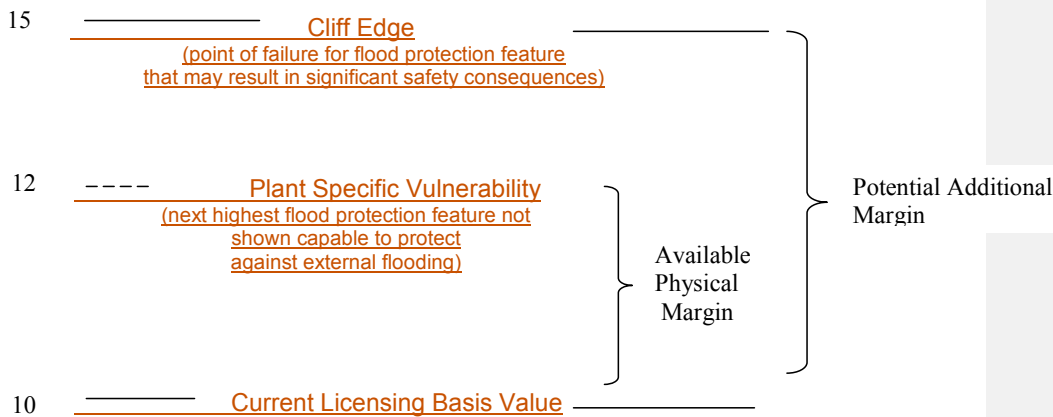 15
Cliff Edge
(point of failure for flood protection feature
that may result in significant safety consequences)
12
Plant Specific Vulnerability
(next highest flood protection feature not
shown capable to protect
against external flooding)
Potential Additional
Margin
Available
Physical
Margin
10
Current Licensing Basis Value